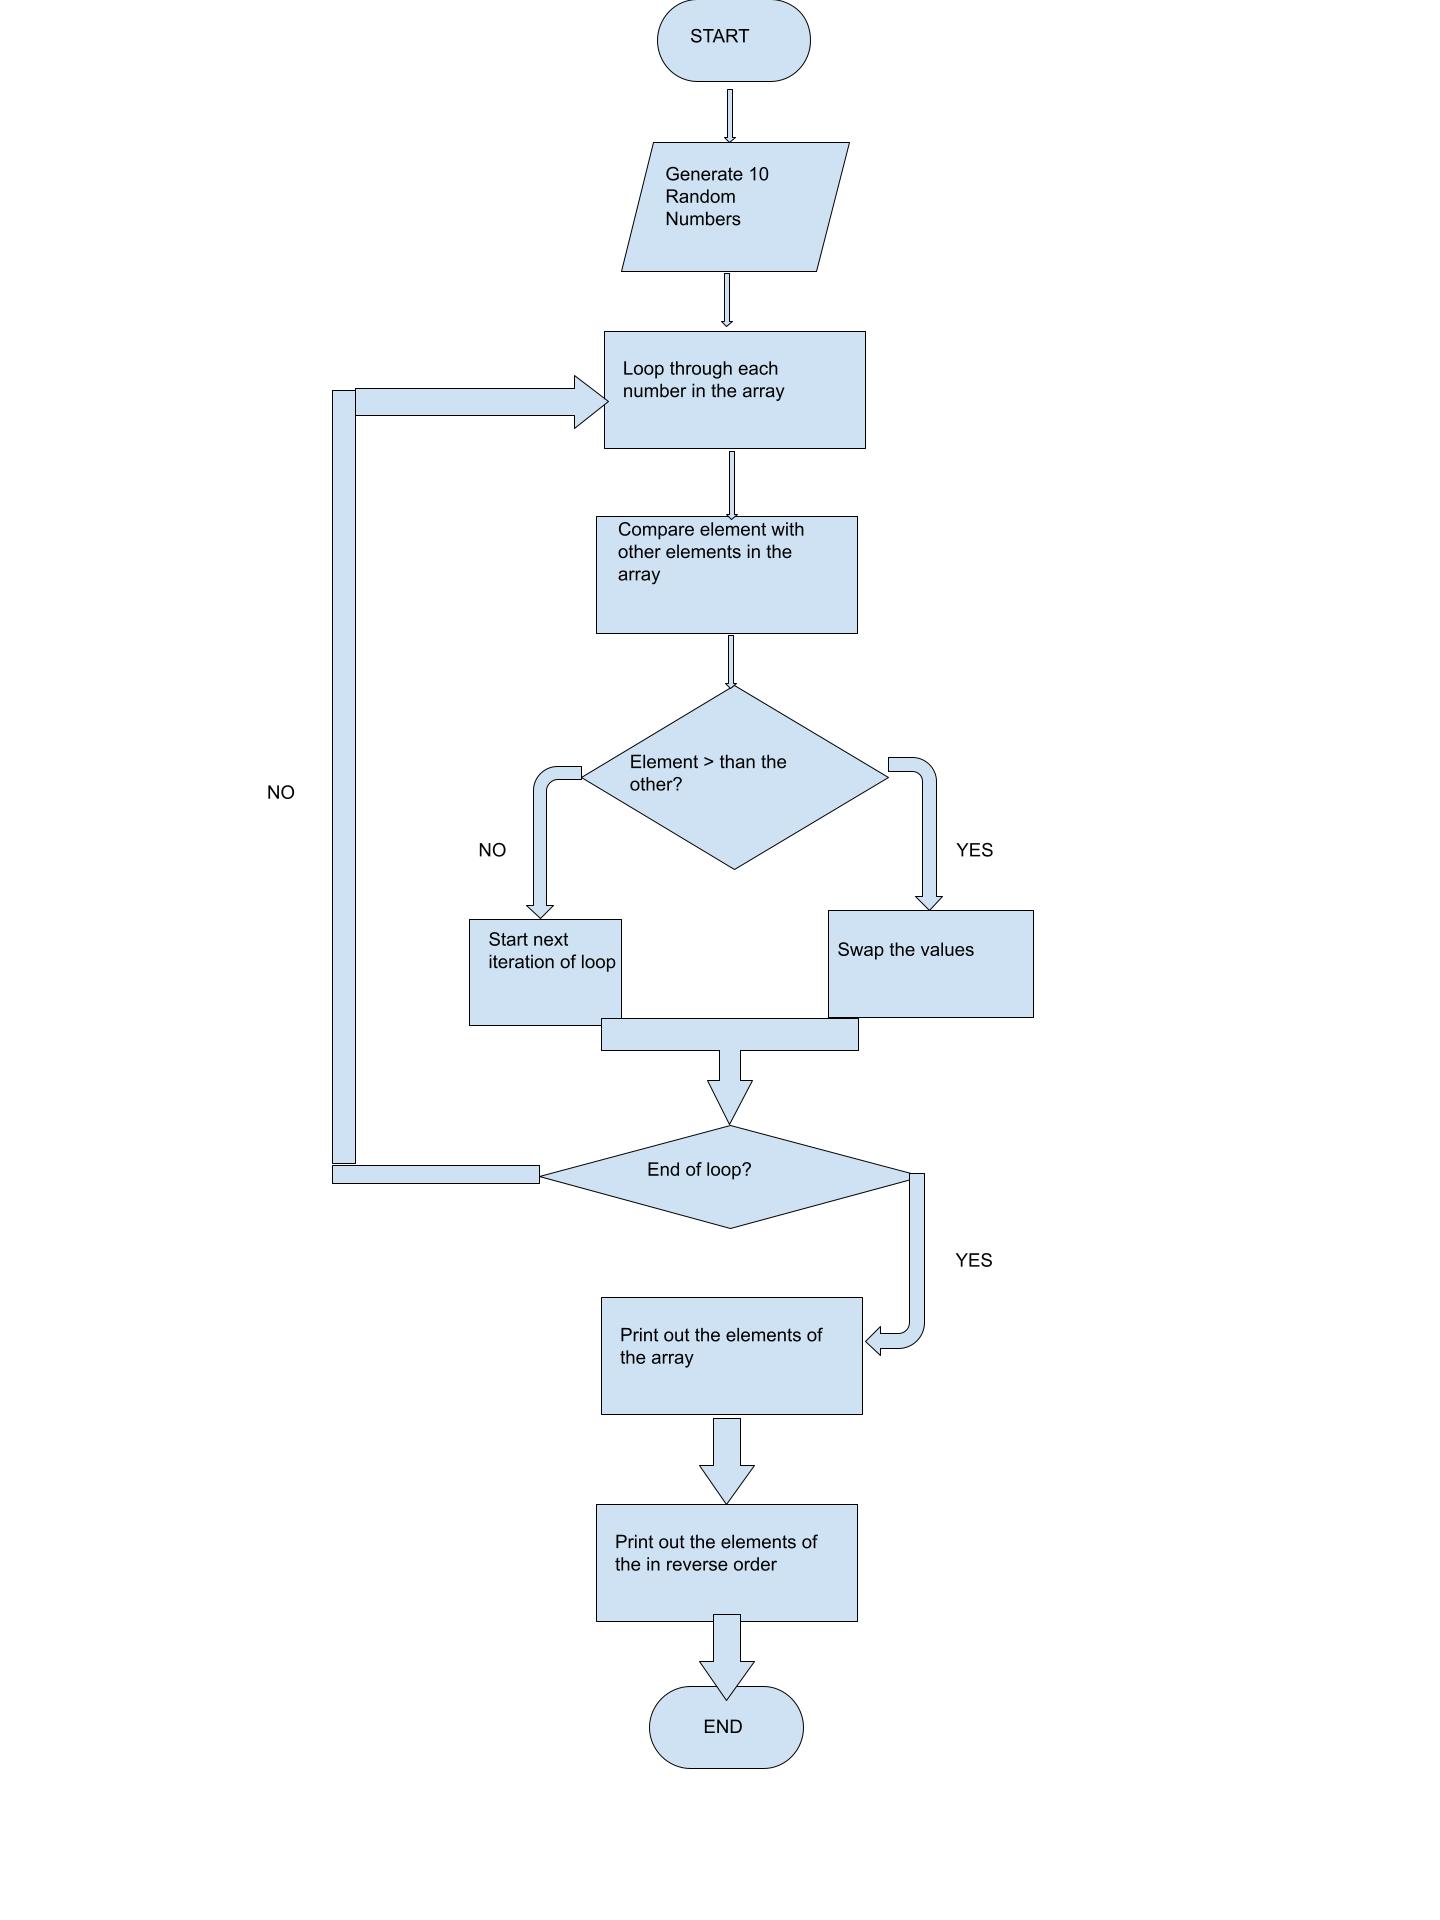 START
Generate 10
Random
Numbers
Loop through each
number in the array
Compare element with
other elements in the
array
Element > than the
other?
NO
NO
YES
Start next
iteration of loop
Swap the values
End of loop?
YES
Print out the elements of
the array
Print out the elements of
the in reverse order
END